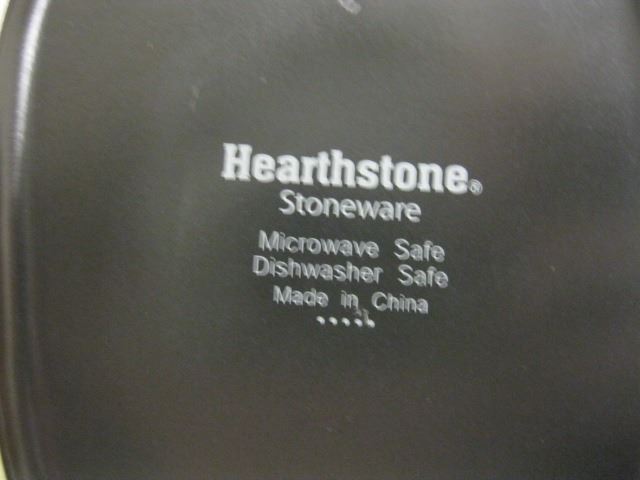 Hearthstone®
Stoneware
Microwave Safe
Dishwasher Safe
Made in China